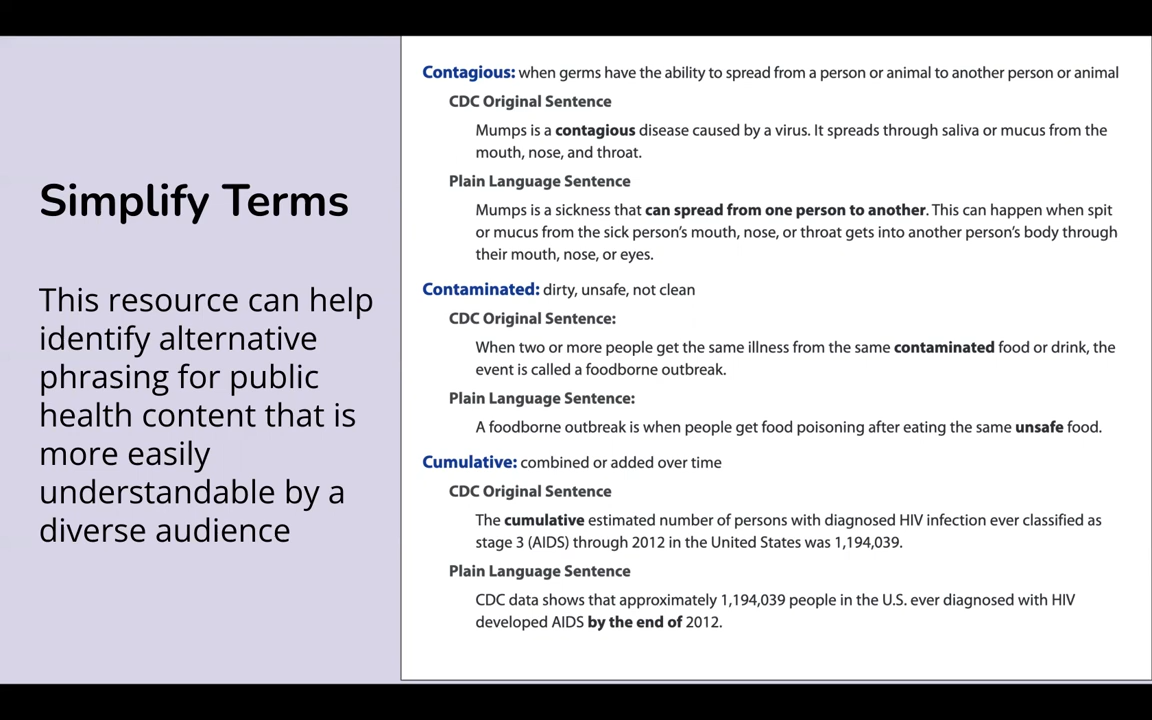 Simplify Terms
This resource can help
identify alternative
phrasing for public
health content that is
more easily
understandable by a
diverse audience
Contagious: when germs have the ability to spread from a person or animal to another person or animal
CDC Original Sentence
Mumps is a contagious disease caused by a virus. It spreads through saliva or mucus from the
mouth, nose, and throat.
Plain Language Sentence
Mumps is a sickness that can spread from one person to another. This can happen when spit
or mucus from the sick person's mouth, nose, or throat gets into another person's body through
their mouth, nose, or eyes.
Contaminated: dirty, unsafe, not clean
CDC Original Sentence:
When two or more people get the same illness from the same contaminated food or drink, the
event is called a foodborne outbreak.
Plain Language Sentence:
A foodborne outbreak is when people get food poisoning after eating the same unsafe food.
Cumulative: combined or added over time
CDC Original Sentence
The cumulative estimated number of persons with diagnosed HIV infection ever classified as
stage 3 (AIDS) through 2012 in the United States was 1,194,039.
Plain Language Sentence
CDC data shows that approximately 1,194,039 people in the U.S. ever diagnosed with HIV
developed AIDS by the end of 2012.